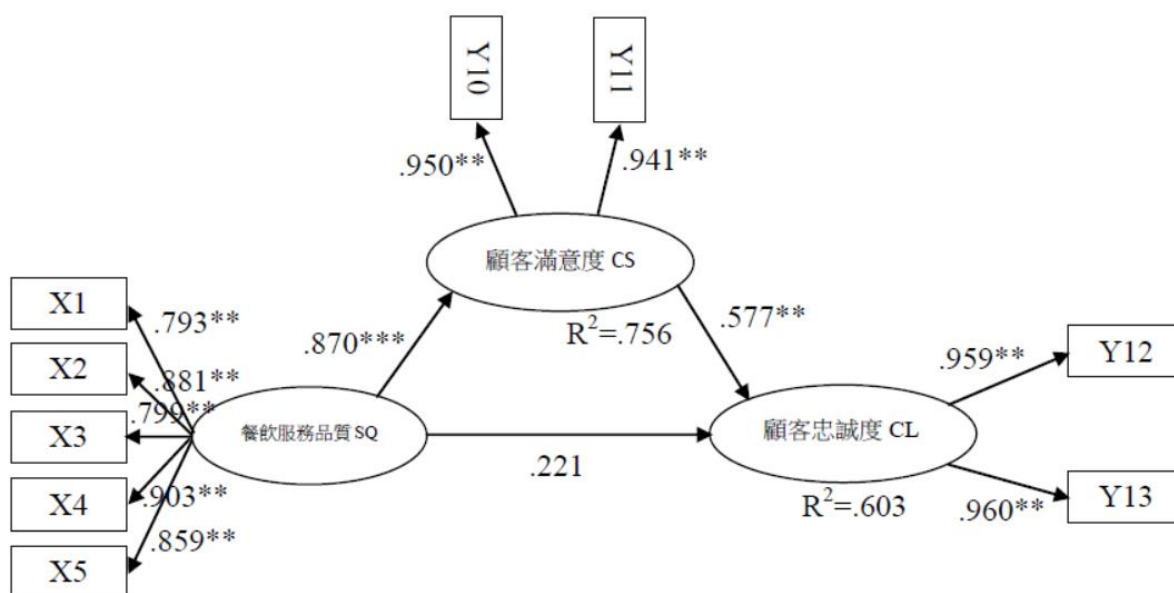 Y10
Y11
.950**
.941**
顧客滿意度 CS
X1
.793**
.870***
R²=.756
.577**
X2
.881**
.959**
Y12
.799**
X3
餐飲服務品質 SQ
顧客忠誠度 CL
.221
X4
.903**
R²=.603
.960**
Y13
.859**
X5